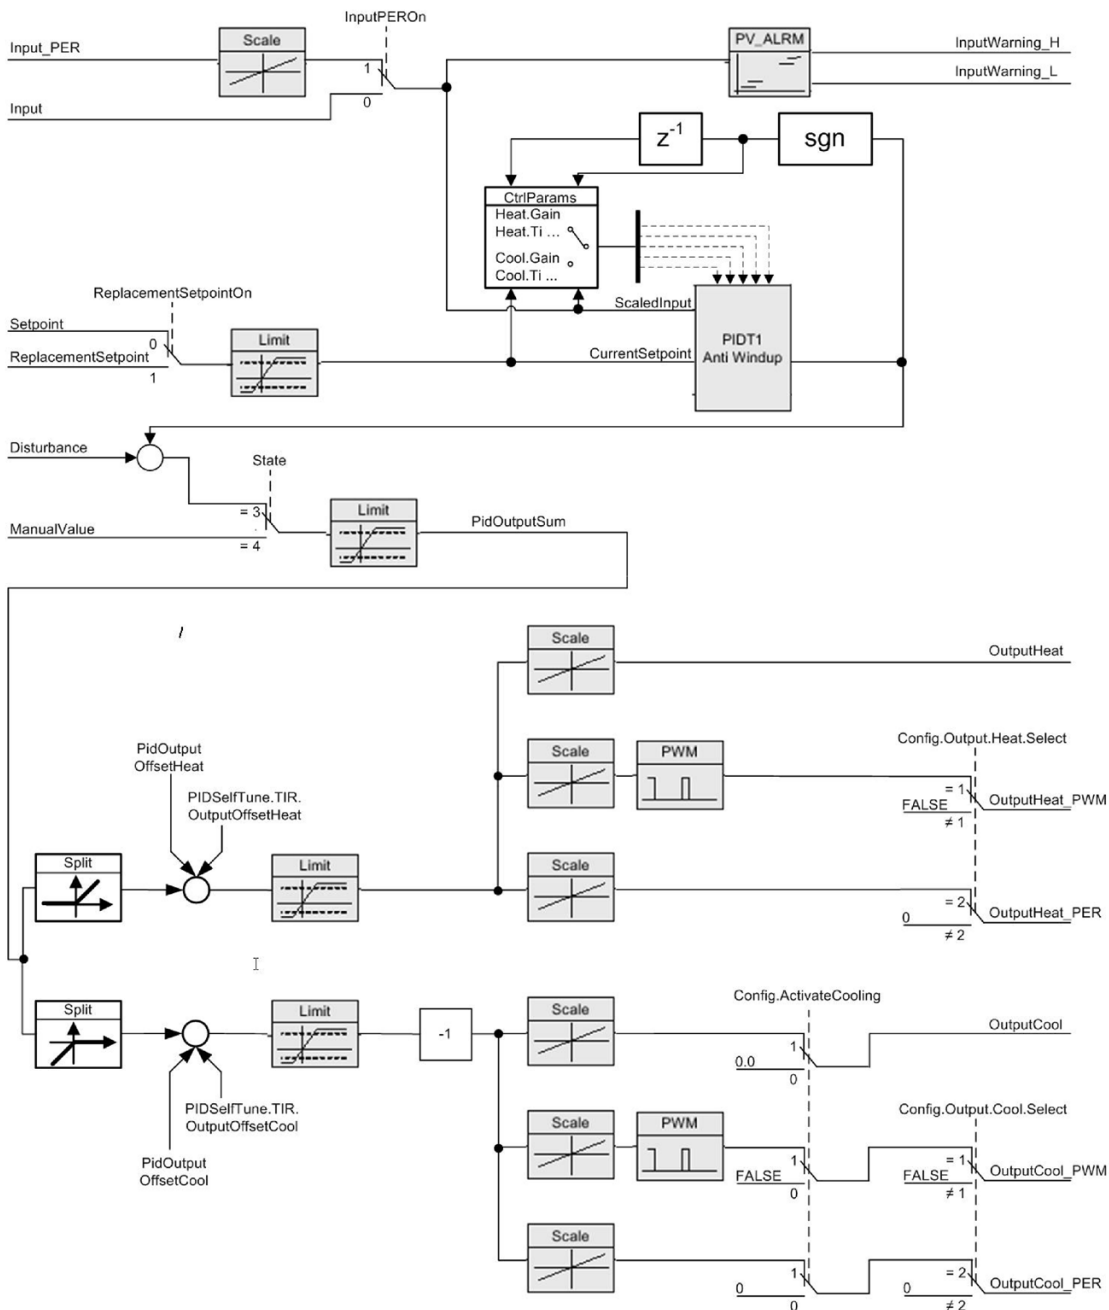 InputPEROn
Input_PER
Scale
PV_ALRM
InputWarning_H
InputWarning_L
1
Input
0
z-1
sgn
CtrlParams
Heat.Gain
Heat.Ti ...
Cool.Gain
Cool.Ti ...
ReplacementSetpointOn
ScaledInput
Setpoint
0
Limit
PIDT1
Anti Windup
ReplacementSetpoint
CurrentSetpoint
1
Disturbance
State
= 3
Limit
PidOutputSum
ManualValue
= 4
Scale
OutputHeat
Config.Output.Heat.Select
PidOutput
OffsetHeat
Scale
PWM
PIDSelfTune.TIR.
OutputOffsetHeat
= 1
FALSE
OutputHeat_PWM
≠ 1
Split
Limit
Scale
= 2
0
OutputHeat_PER
≠ 2
Config.ActivateCooling
Split
Limit
-1
Scale
OutputCool
1
0.0
0
PIDSelfTune.TIR.
OutputOffsetCool
Config.Output.Cool.Select
Scale
PWM
PidOutput
OffsetCool
1
FALSE
0
= 1
FALSE
OutputCool_PWM
≠ 1
Scale
1
0
0
= 2
0
OutputCool_PER
≠ 2